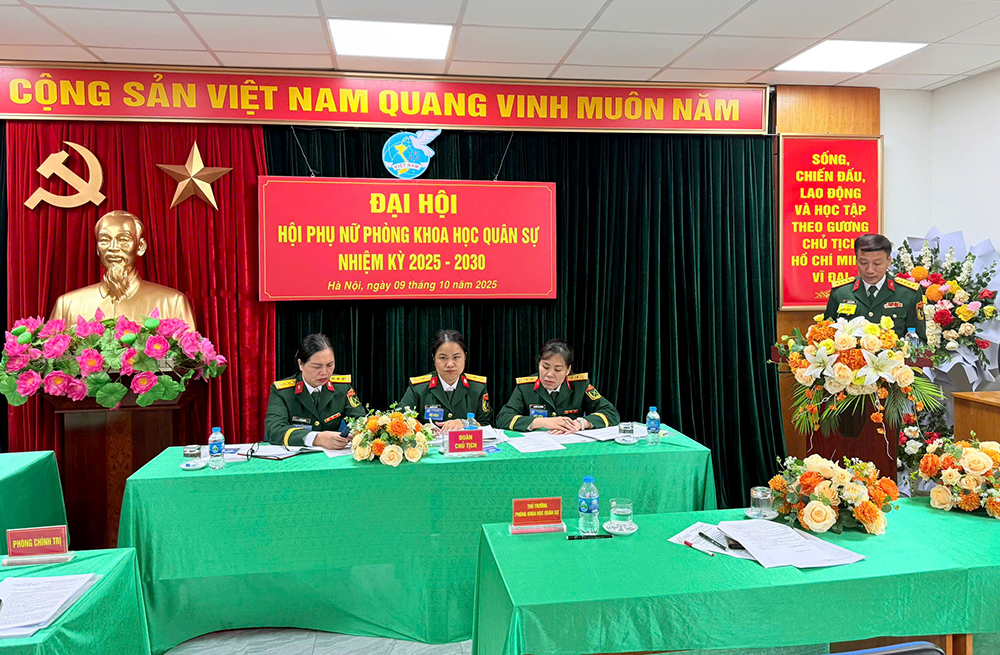 CỘNG SẢN VIỆT NAM QUANG VINH MUÔN NĂM
VIỆT NAM
ĐẠI HỘI
HỘI PHỤ NỮ PHÒNG KHOA HỌC QUÂN SỰ
NHIỆM KỲ 2025 - 2030
Hà Nội, ngày 09 tháng 10 năm 2025
SỐNG,
CHIẾN ĐẤU,
LAO ĐỘNG
VÀ HỌC TẬP
THEO GƯƠNG
CHỦ TỊCH
HỒ CHÍ MINH
VĨ ĐẠI
ĐOÀN
CHỦ TỊCH
THỦ TRƯỞNG
PHÒNG KHOA HỌC QUÂN SỰ
PHÒNG CHÍNH TRỊ